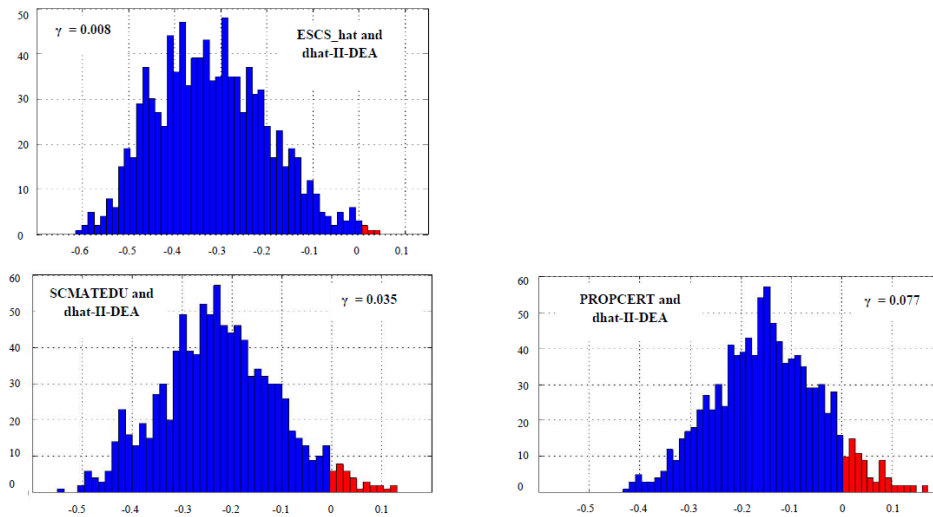 50
40
30
20
10
0
γ = 0.008
ESCS_hat and
dhat-II-DEA
-0.6 -0.5 -0.4 -0.3 -0.2 -0.1 0 0.1
60
50
40
30
20
10
0
SCMATEDU and
dhat-II-DEA
γ = 0.035
-0.5 -0.4 -0.3 -0.2 -0.1 0 0.1
60
50
40
30
20
10
0
PROPCERT and
dhat-II-DEA
γ = 0.077
-0.5 -0.4 -0.3 -0.2 -0.1 0 0.1